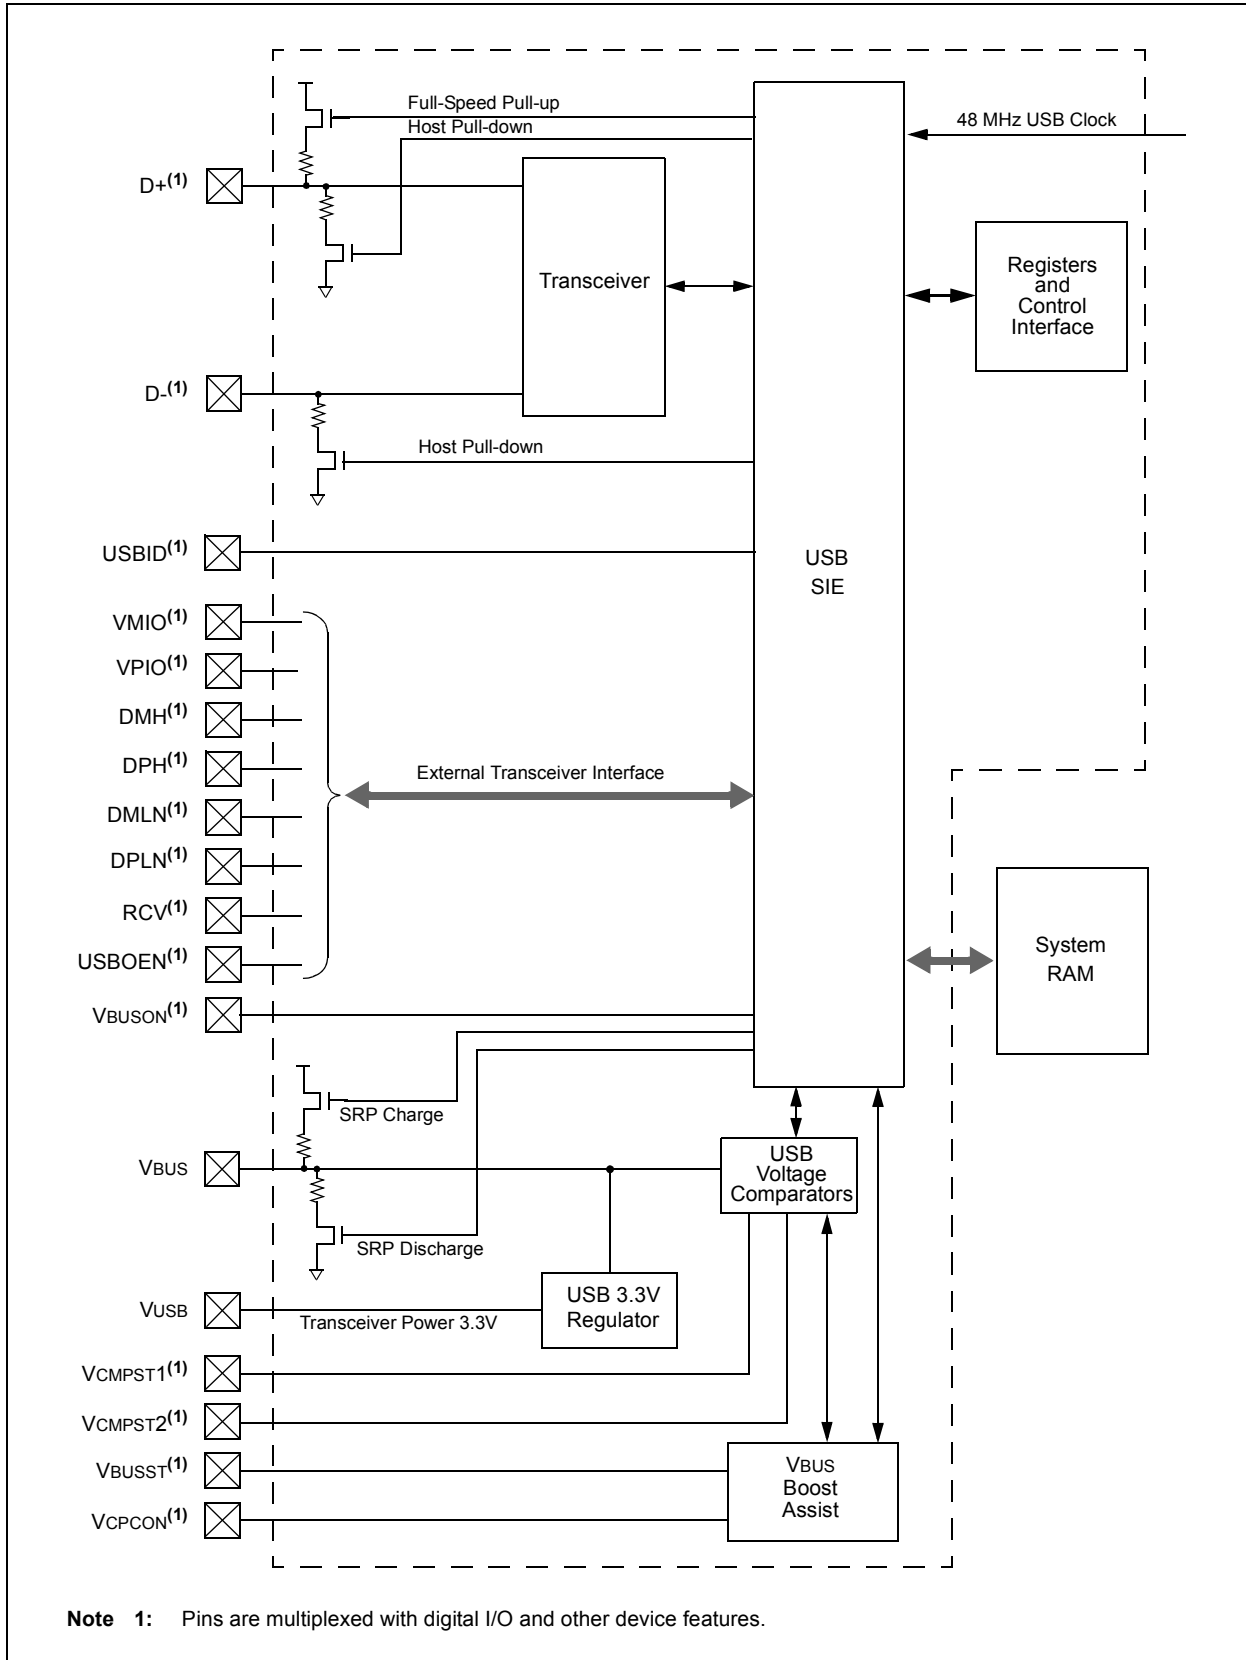 Full-Speed Pull-up
Host Pull-down
48 MHz USB Clock
D+(1)
Transceiver
Registers
and
Control
Interface
D-(1)
Host Pull-down
USBID(1)
USB
SIE
VMIO(1)
VPIO(1)
DMH(1)
DPH(1)
External Transceiver Interface
DMLN(1)
DPLN(1)
RCV(1)
USBOEN(1)
System
RAM
VBUSON(1)
SRP Charge
VBUS
USB
Voltage
Comparators
SRP Discharge
VUSB
Transceiver Power 3.3V
USB 3.3V
Regulator
VCMPST1(1)
VCMPST2(1)
VBUSST(1)
VBUS
Boost
Assist
VCPCON(1)
Note 1: Pins are multiplexed with digital I/O and other device features.